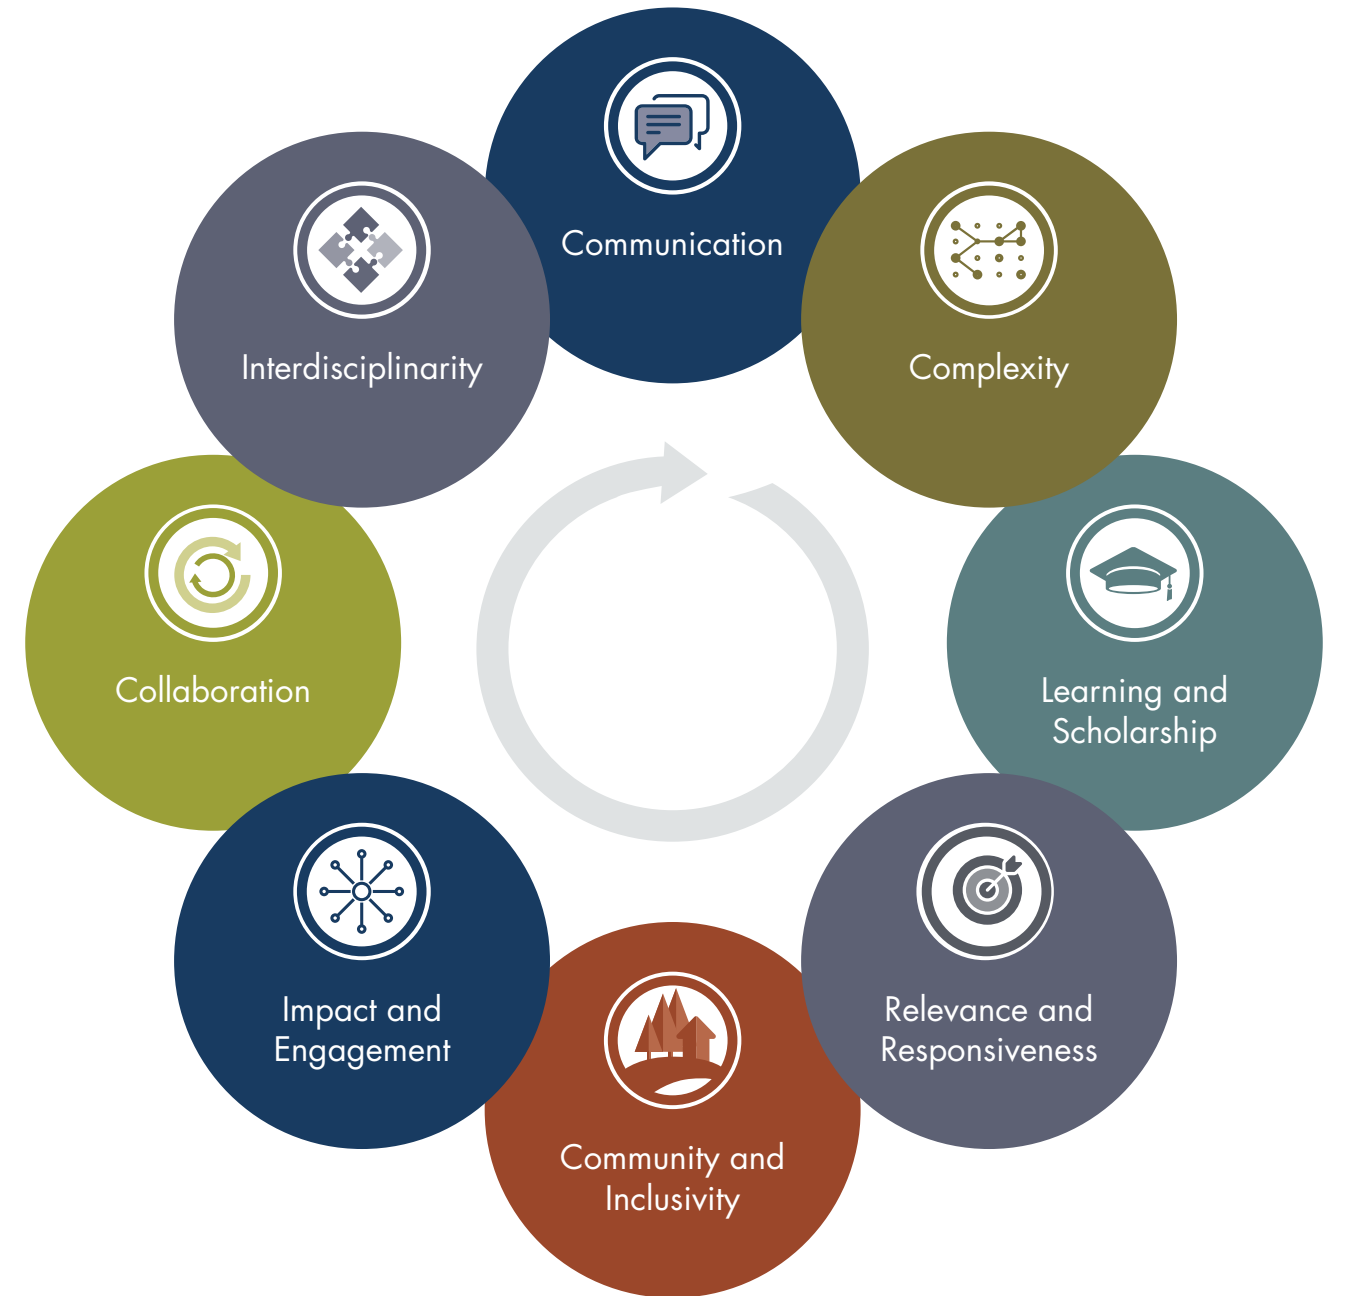 Communication
Complexity
Learning and
Scholarship
Relevance and
Responsiveness
Community and
Inclusivity
Impact and
Engagement
Collaboration
Interdisciplinarity